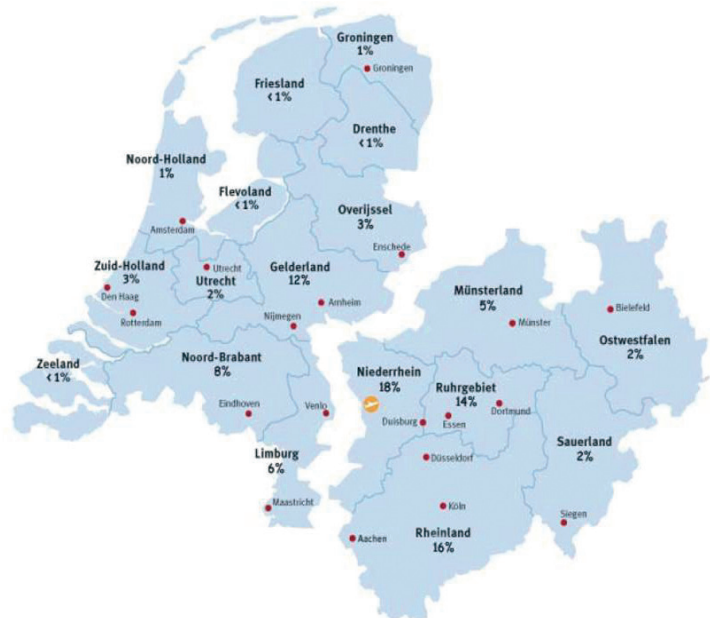 Groningen
1%
Groningen
Friesland
<1%
Drenthe
<1%
Noord-Holland
1%
Flevoland
<1%
Amsterdam
Overijssel
3%
Enschede
Zuid-Holland
3%
Den Haag
Rotterdam
Utrecht
Utrecht
2%
Gelderland
12%
Arnheim
Nijmegen
Münsterland
5%
Münster
Bielefeld
Ostwestfalen
2%
Zeeland
<1%
Noord-Brabant
8%
Eindhoven
Venlo
Niederrhein
18%
Duisburg
Ruhrgebiet
14%
Essen
Dortmund
Limburg
6%
Maastricht
Düsseldorf
Sauerland
2%
Siegen
Köln
Aachen
Rheinland
16%